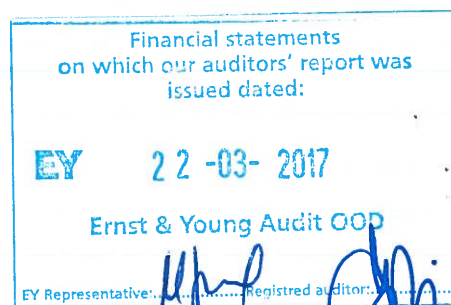 Financial statements
on which our auditors' report was
issued dated:
EY 22 -03- 2017
Ernst & Young Audit OOD
EY Representative:.................Registred auditor:.................